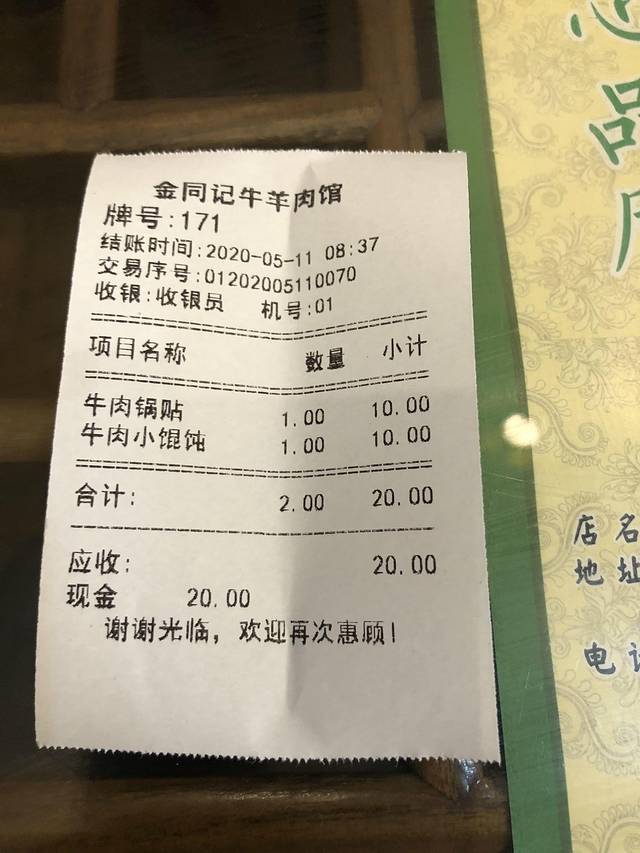 金同记牛羊肉馆
牌号:171
结账时间:2020-05-11 08:37
交易序号:01202005110070
收银:收银员 机号:01
项目名称 数量 小计
牛肉锅贴 1.00 10.00
牛肉小馄饨 1.00 10.00
合计: 2.00 20.00
应收: 20.00
现金 20.00
谢谢光临，欢迎再次惠顾!
品
店名
地址
电